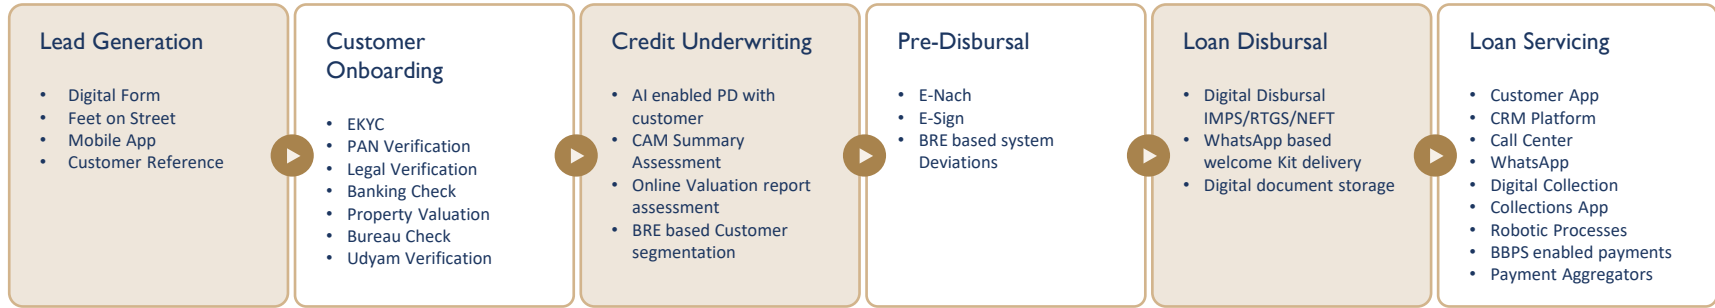 Lead Generation
• Digital Form
• Feet on Street
• Mobile App
• Customer Reference
Customer
Onboarding
• EKYC
• PAN Verification
• Legal Verification
• Banking Check
• Property Valuation
• Bureau Check
• Udyam Verification
Credit Underwriting
• AI enabled PD with
customer
• CAM Summary
Assessment
• Online Valuation report
assessment
• BRE based Customer
segmentation
Pre-Disbursal
• E-Nach
• E-Sign
• BRE based system
Deviations
Loan Disbursal
• Digital Disbursal
IMPS/RTGS/NEFT
• WhatsApp based
welcome Kit delivery
• Digital document storage
Loan Servicing
• Customer App
• CRM Platform
• Call Center
• WhatsApp
• Digital Collection
• Collections App
• Robotic Processes
• BBPS enabled payments
• Payment Aggregators